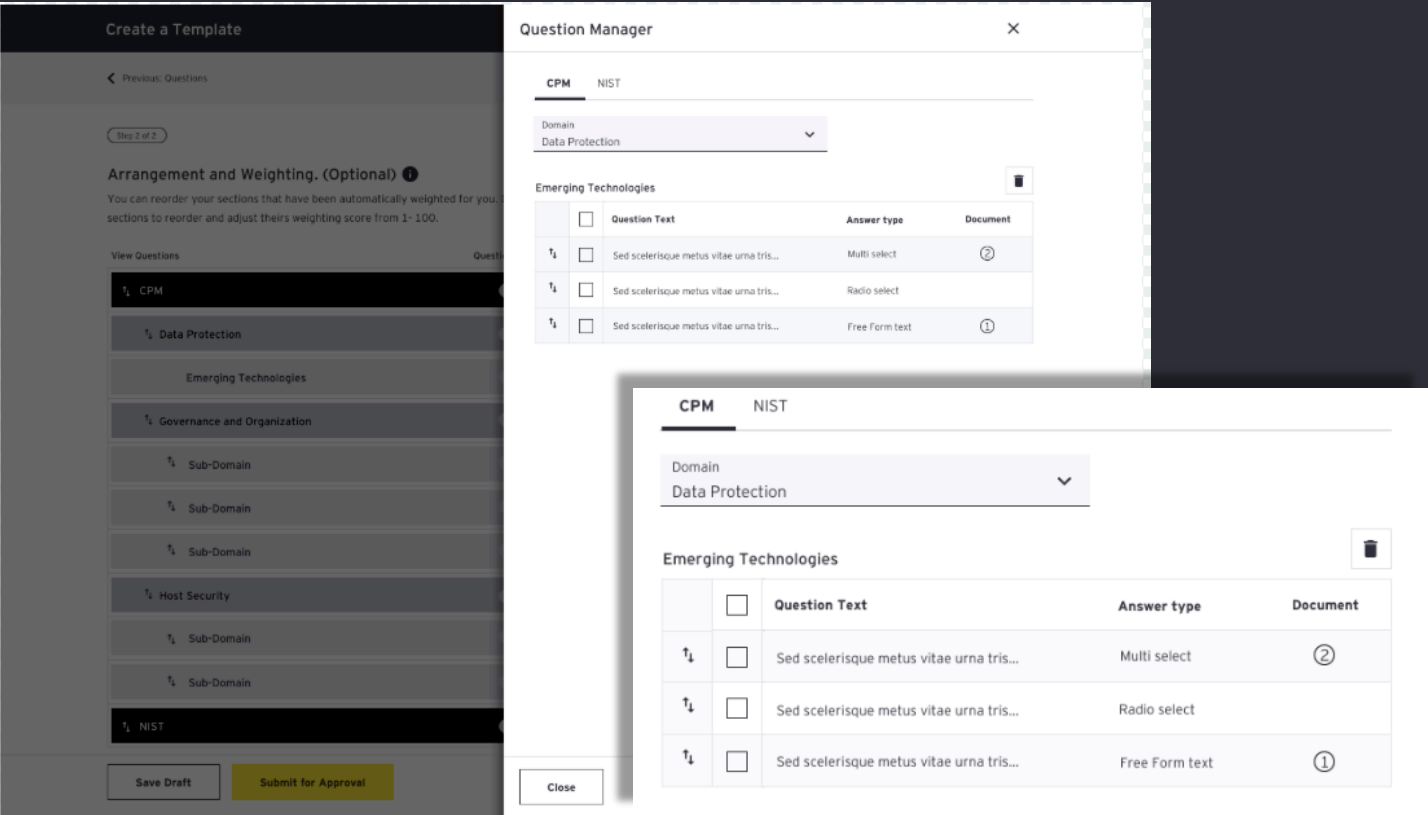 Create a Template
Previous: Questions
Step 2 of 2
Arrangement and Weighting. (Optional) i
You can reorder your sections that have been automatically weighted for you.
sections to reorder and adjust theirs weighting score from 1- 100.
View Questions
CPM
Data Protection
Emerging Technologies
Governance and Organization
Sub-Domain
Sub-Domain
Sub-Domain
Host Security
Sub-Domain
Sub-Domain
NIST
Save Draft Submit for Approval
Question Manager
CPM NIST
Domain
Data Protection
Emerging Technologies
Question Text Answer type Document
Sed scelerisque metus vitae urna tris... Multi select 2
Sed scelerisque metus vitae urna tris... Radio select
Sed scelerisque metus vitae urna tris... Free Form text 1
Close
CPM NIST
Domain
Data Protection
Emerging Technologies
Question Text Answer type Document
Sed scelerisque metus vitae urna tris... Multi select 2
Sed scelerisque metus vitae urna tris... Radio select
Sed scelerisque metus vitae urna tris... Free Form text 1